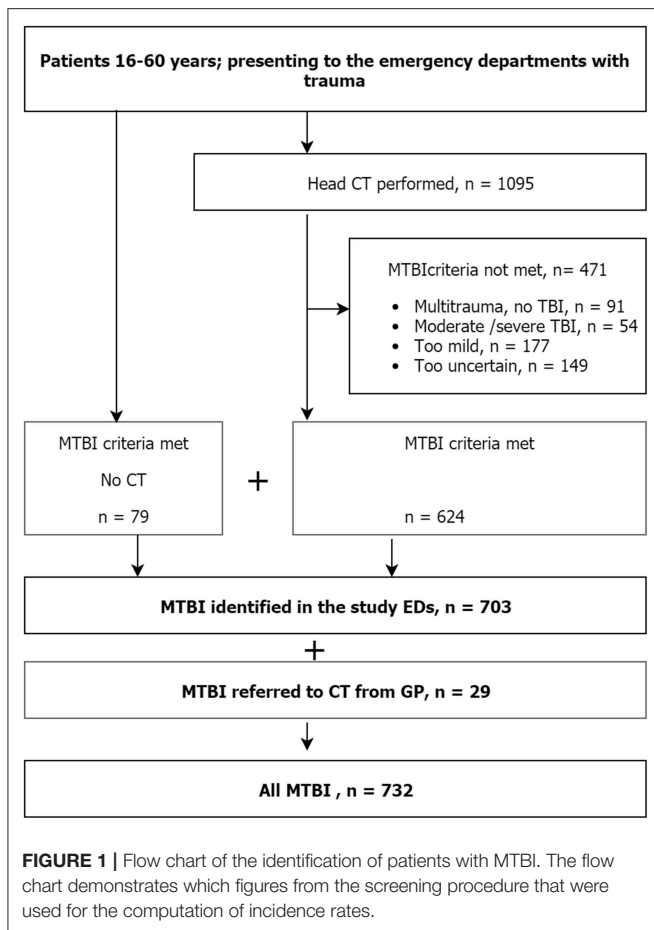 Patients 16-60 years; presenting to the emergency departments with
trauma
Head CT performed, n = 1095
MTBIcriteria not met, n= 471
• Multitrauma, no TBI, n = 91
• Moderate /severe TBI, n = 54
• Too mild, n = 177
• Too uncertain, n = 149
MTBI criteria met
No CT
n = 79
+
MTBI criteria met
n = 624
MTBI identified in the study EDs, n = 703
+
MTBI referred to CT from GP, n = 29
All MTBI , n = 732
FIGURE 1 | Flow chart of the identification of patients with MTBI. The flow
chart demonstrates which figures from the screening procedure that were
used for the computation of incidence rates.